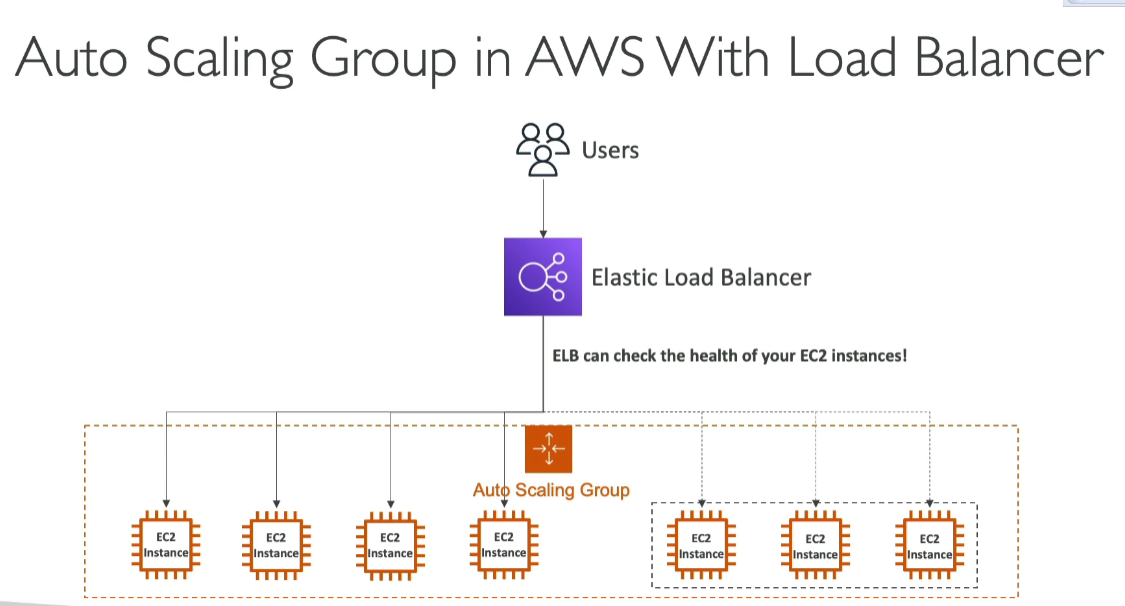 Auto Scaling Group in AWS With Load Balancer
Users
Elastic Load Balancer
ELB can check the health of your EC2 instances!
Auto Scaling Group
EC2
Instance
EC2
Instance
EC2
Instance
EC2
Instance
EC2
Instance
EC2
Instance
EC2
Instance